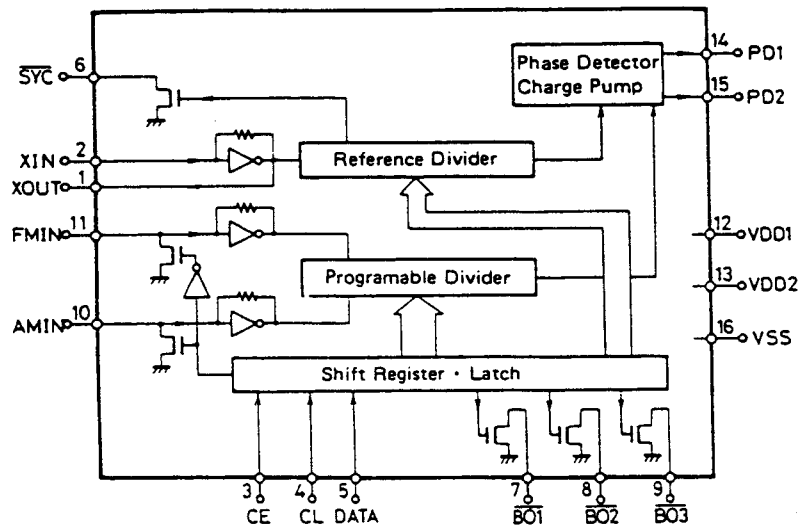 6
SYC
14
PD1
Phase Detector
Charge Pump
15
PD2
XIN
2
Reference Divider
XOUT
1
FMIN
11
12
VDD1
Programable Divider
13
VDD2
AMIN
10
16
VSS
Shift Register · Latch
3
4
5
7
8
9
CE
CL
DATA
BO1
BO2
BO3